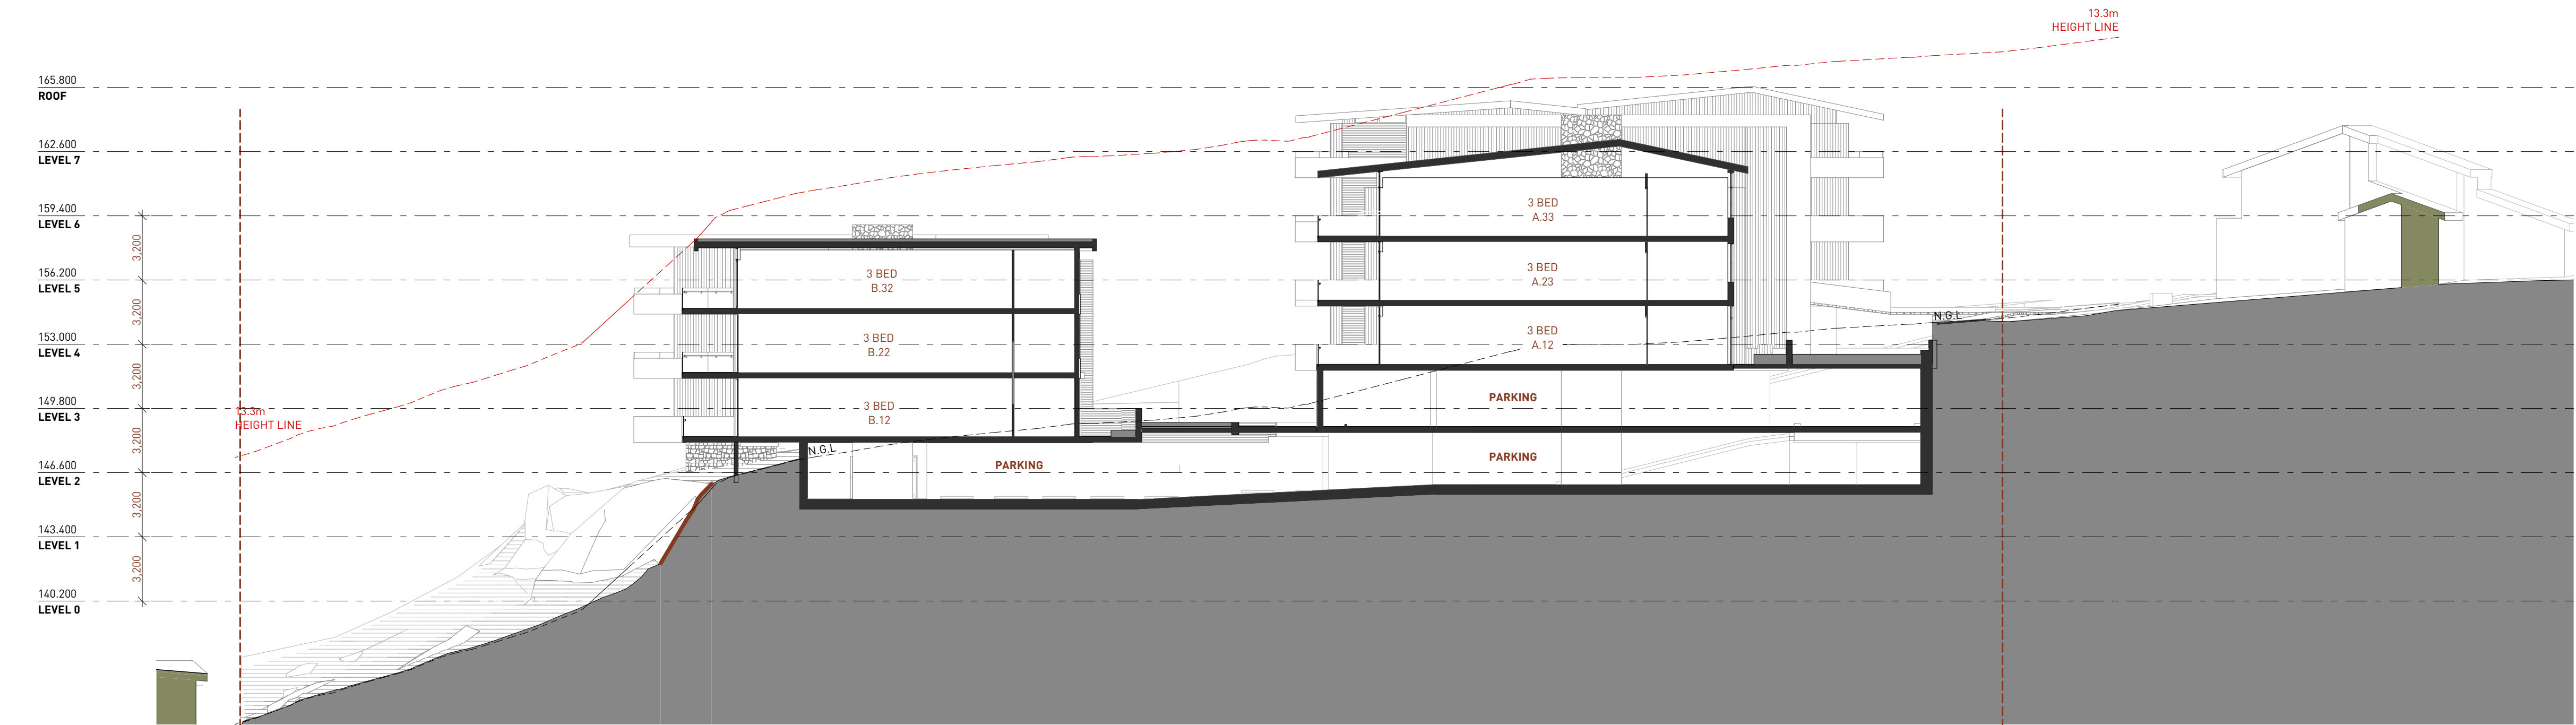 13.3m
HEIGHT LINE
165.800
ROOF
162.600
LEVEL 7
159.400
LEVEL 6
156.200
LEVEL 5
153.000
LEVEL 4
149.800
LEVEL 3
146.600
LEVEL 2
143.400
LEVEL 1
140.200
LEVEL 0
3,200
3,200
3,200
3,200
3,200
3,200
13.3m
HEIGHT LINE
3 BED
B.32
3 BED
B.22
3 BED
B.12
N.G.L
PARKING
3 BED
A.33
3 BED
A.23
3 BED
A.12
PARKING
PARKING
N.G.L